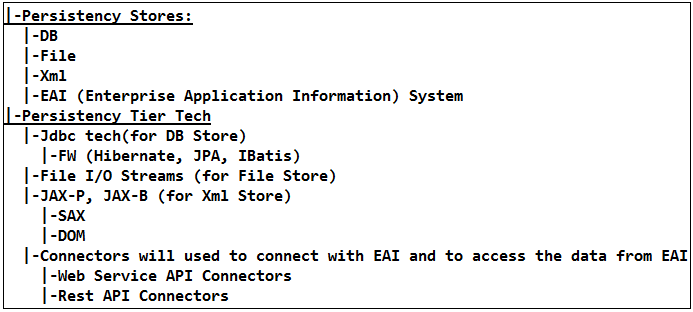 |-Persistency Stores:
|-DB
|-File
|-Xml
|-EAI (Enterprise Application Information) System
|-Persistency Tier Tech
|-Jdbc tech(for DB Store)
|-FW (Hibernate, JPA, IBatis)
|-File I/O Streams (for File Store)
|-JAX-P, JAX-B (for Xml Store)
|-SAX
|-DOM
|-Connectors will used to connect with EAI and to access the data from EAI
|-Web Service API Connectors
|-Rest API Connectors